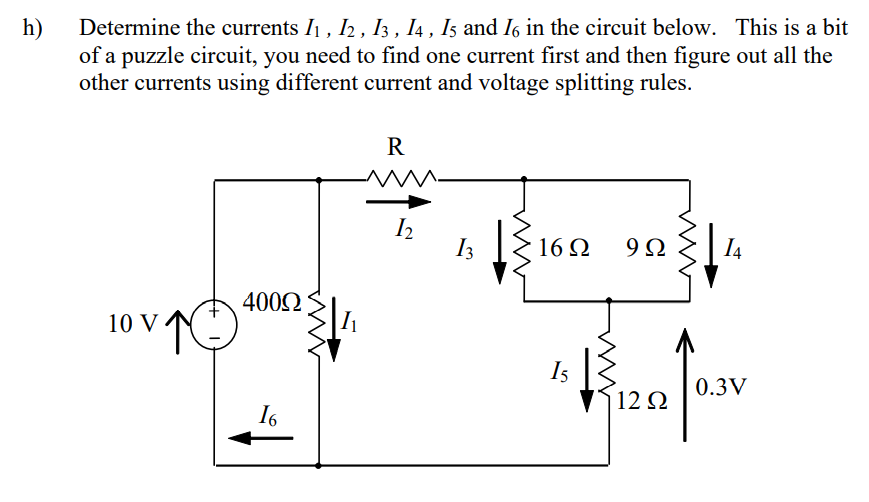 h) Determine the currents I1 , I2 , I3 , I4 , I5 and I6 in the circuit below. This is a bit
of a puzzle circuit, you need to find one current first and then figure out all the
other currents using different current and voltage splitting rules.
R
I2
I3
16 Ω
9 Ω
I4
400Ω
10 V
+
I1
I5
12 Ω
0.3V
I6